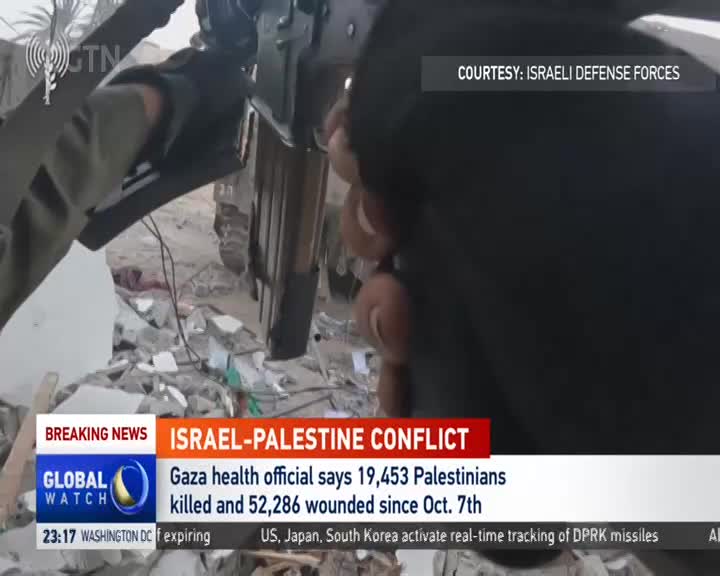 CGTN
COURTESY: ISRAELI DEFENSE FORCES
BREAKING NEWS
ISRAEL-PALESTINE CONFLICT
GLOBAL
WATCH
Gaza health official says 19,453 Palestinians
killed and 52,286 wounded since Oct. 7th
23:17 WASHINGTON DC
f expiring US, Japan, South Korea activate real-time tracking of DPRK missiles Al